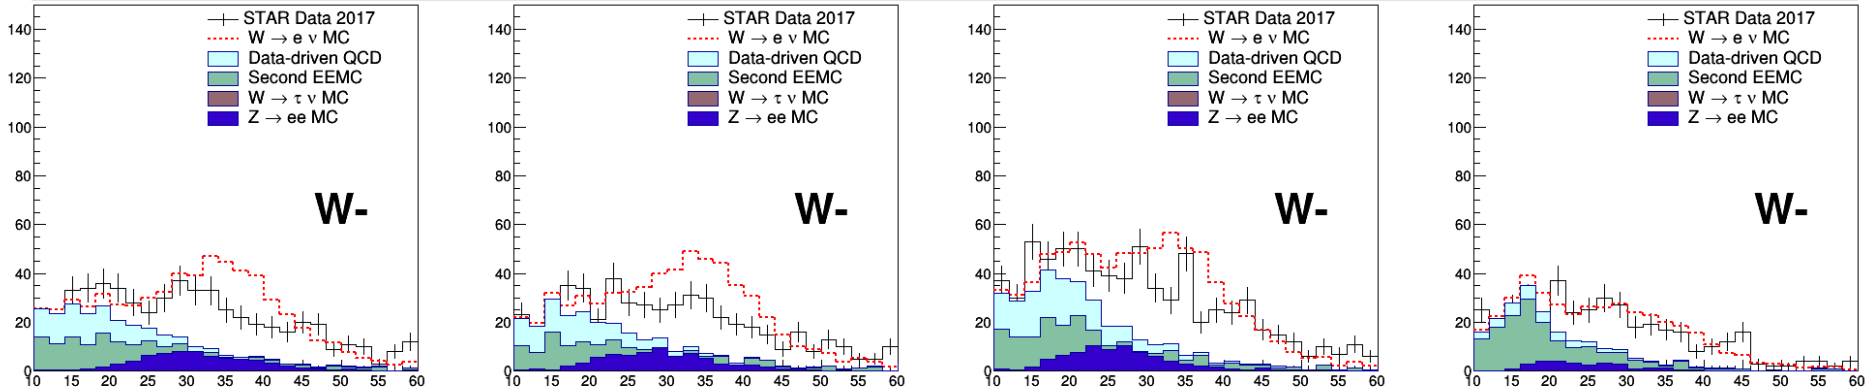 140
120
100
80
60
40
20
0
STAR Data 2017
W → e ν MC
Data-driven QCD
Second EEMC
W → τ ν MC
Z → ee MC
W-
10 15 20 25 30 35 40 45 50 55 60
140
120
100
80
60
40
20
0
STAR Data 2017
W → e ν MC
Data-driven QCD
Second EEMC
W → τ ν MC
Z → ee MC
W-
10 15 20 25 30 35 40 45 50 55 60
140
120
100
80
60
40
20
0
STAR Data 2017
W → e ν MC
Data-driven QCD
Second EEMC
W → τ ν MC
Z → ee MC
W-
10 15 20 25 30 35 40 45 50 55 60
140
120
100
80
60
40
20
0
STAR Data 2017
W → e ν MC
Data-driven QCD
Second EEMC
W → τ ν MC
Z → ee MC
W-
10 15 20 25 30 35 40 45 50 55 60